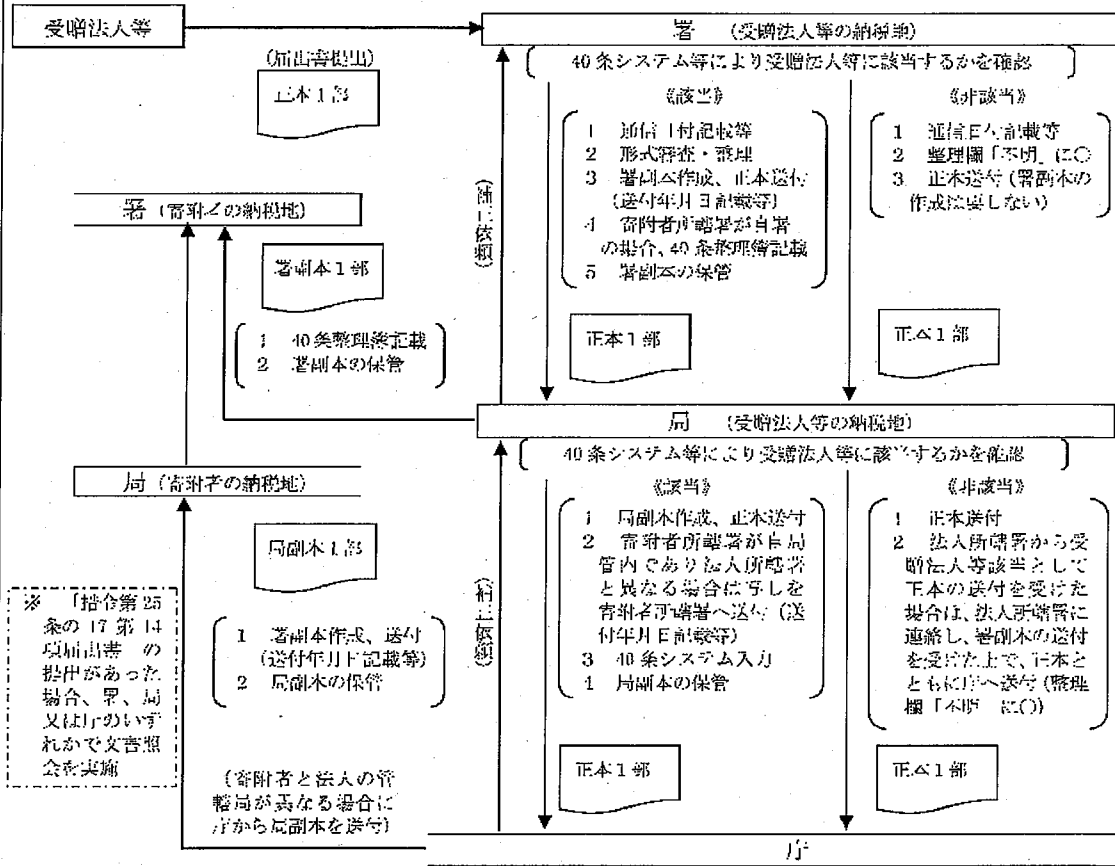 受贈法人等
署 (受贈法人等の納税地)
(届出書提出)
正本1部
40条システム等により受贈法人等に該当するかを確認
《該当》
1 通信日付記載等
2 形式審査・整理
3 署副本作成、正本送付
(送付年月日記載等)
4 寄附者所轄署が自署
の場合、40条整理簿記載
5 署副本の保管
《非該当》
1 通信日付記載等
2 整理欄「不明」に○
3 正本送付(署副本の
作成は要しない)
(補正依頼)
署 (寄附者の納税地)
署副本1部
1 40条整理簿記載
2 署副本の保管
正本1部
正本1部
局 (受贈法人等の納税地)
40条システム等により受贈法人等に該当するかを確認
局 (寄附者の納税地)
局副本1部
1 署副本作成、送付
(送付年月日記載等)
2 局副本の保管
(補正依頼)
《該当》
1 局副本作成、正本送付
2 寄附者所轄署が自局
管内であり法人所轄署
と異なる場合は写しを
寄附者所轄署へ送付(送
付年月日記載等)
3 40条システム入力
4 局副本の保管
《非該当》
1 正本送付
2 法人所轄署から受
贈法人等該当として
正本の送付を受けた
場合は、法人所轄署に
連絡し、署副本の送付
を受けた上で、正本と
ともに庁へ送付(整理
欄「不明」に○)
※ 「措令第25
条の17第14
項届出書」の
提出があった
場合、署、局
又は庁のいず
れかで文書照
会を実施
正本1部
正本1部
(寄附者と法人の管
轄局が異なる場合に
庁から局副本を送付)
庁